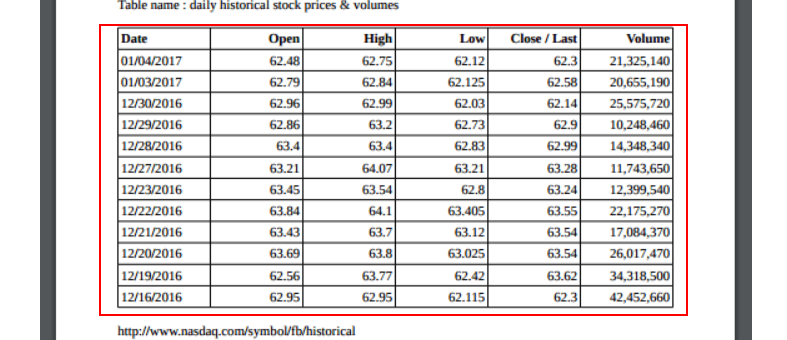 Table name : daily historical stock prices & volumes
Date Open High Low Close / Last Volume
01/04/2017 62.48 62.75 62.12 62.3 21,325,140
01/03/2017 62.79 62.84 62.125 62.58 20,655,190
12/30/2016 62.96 62.99 62.03 62.14 25,575,720
12/29/2016 62.86 63.2 62.73 62.9 10,248,460
12/28/2016 63.4 63.4 62.83 62.99 14,348,340
12/27/2016 63.21 64.07 63.21 63.28 11,743,650
12/23/2016 63.45 63.54 62.8 63.24 12,399,540
12/22/2016 63.84 64.1 63.405 63.55 22,175,270
12/21/2016 63.43 63.7 63.12 63.54 17,084,370
12/20/2016 63.69 63.8 63.025 63.54 26,017,470
12/19/2016 62.56 63.77 62.42 63.62 34,318,500
12/16/2016 62.95 62.95 62.115 62.3 42,452,660
http://www.nasdaq.com/symbol/fb/historical